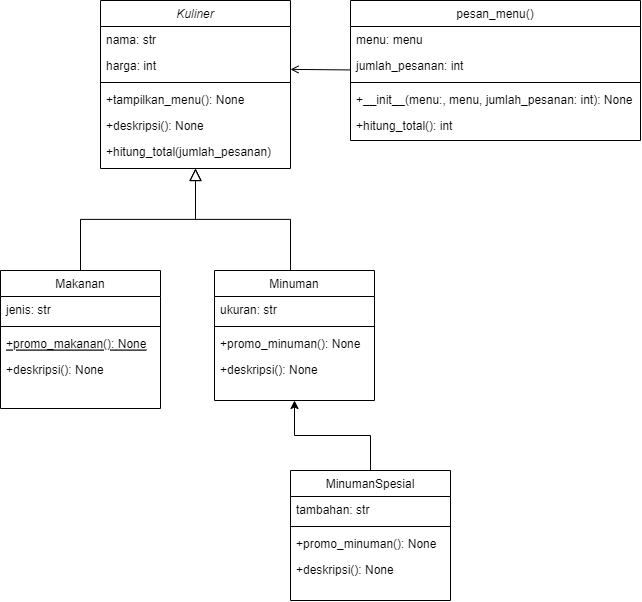 Kuliner
nama: str
harga: int
+tampilkan_menu(): None
+deskripsi(): None
+hitung_total(jumlah_pesanan)
pesan_menu()
menu: menu
jumlah_pesanan: int
+__init__(menu:, menu, jumlah_pesanan: int): None
+hitung_total(): int
Makanan
jenis: str
+promo_makanan(): None
+deskripsi(): None
Minuman
ukuran: str
+promo_minuman(): None
+deskripsi(): None
MinumanSpesial
tambahan: str
+promo_minuman(): None
+deskripsi(): None